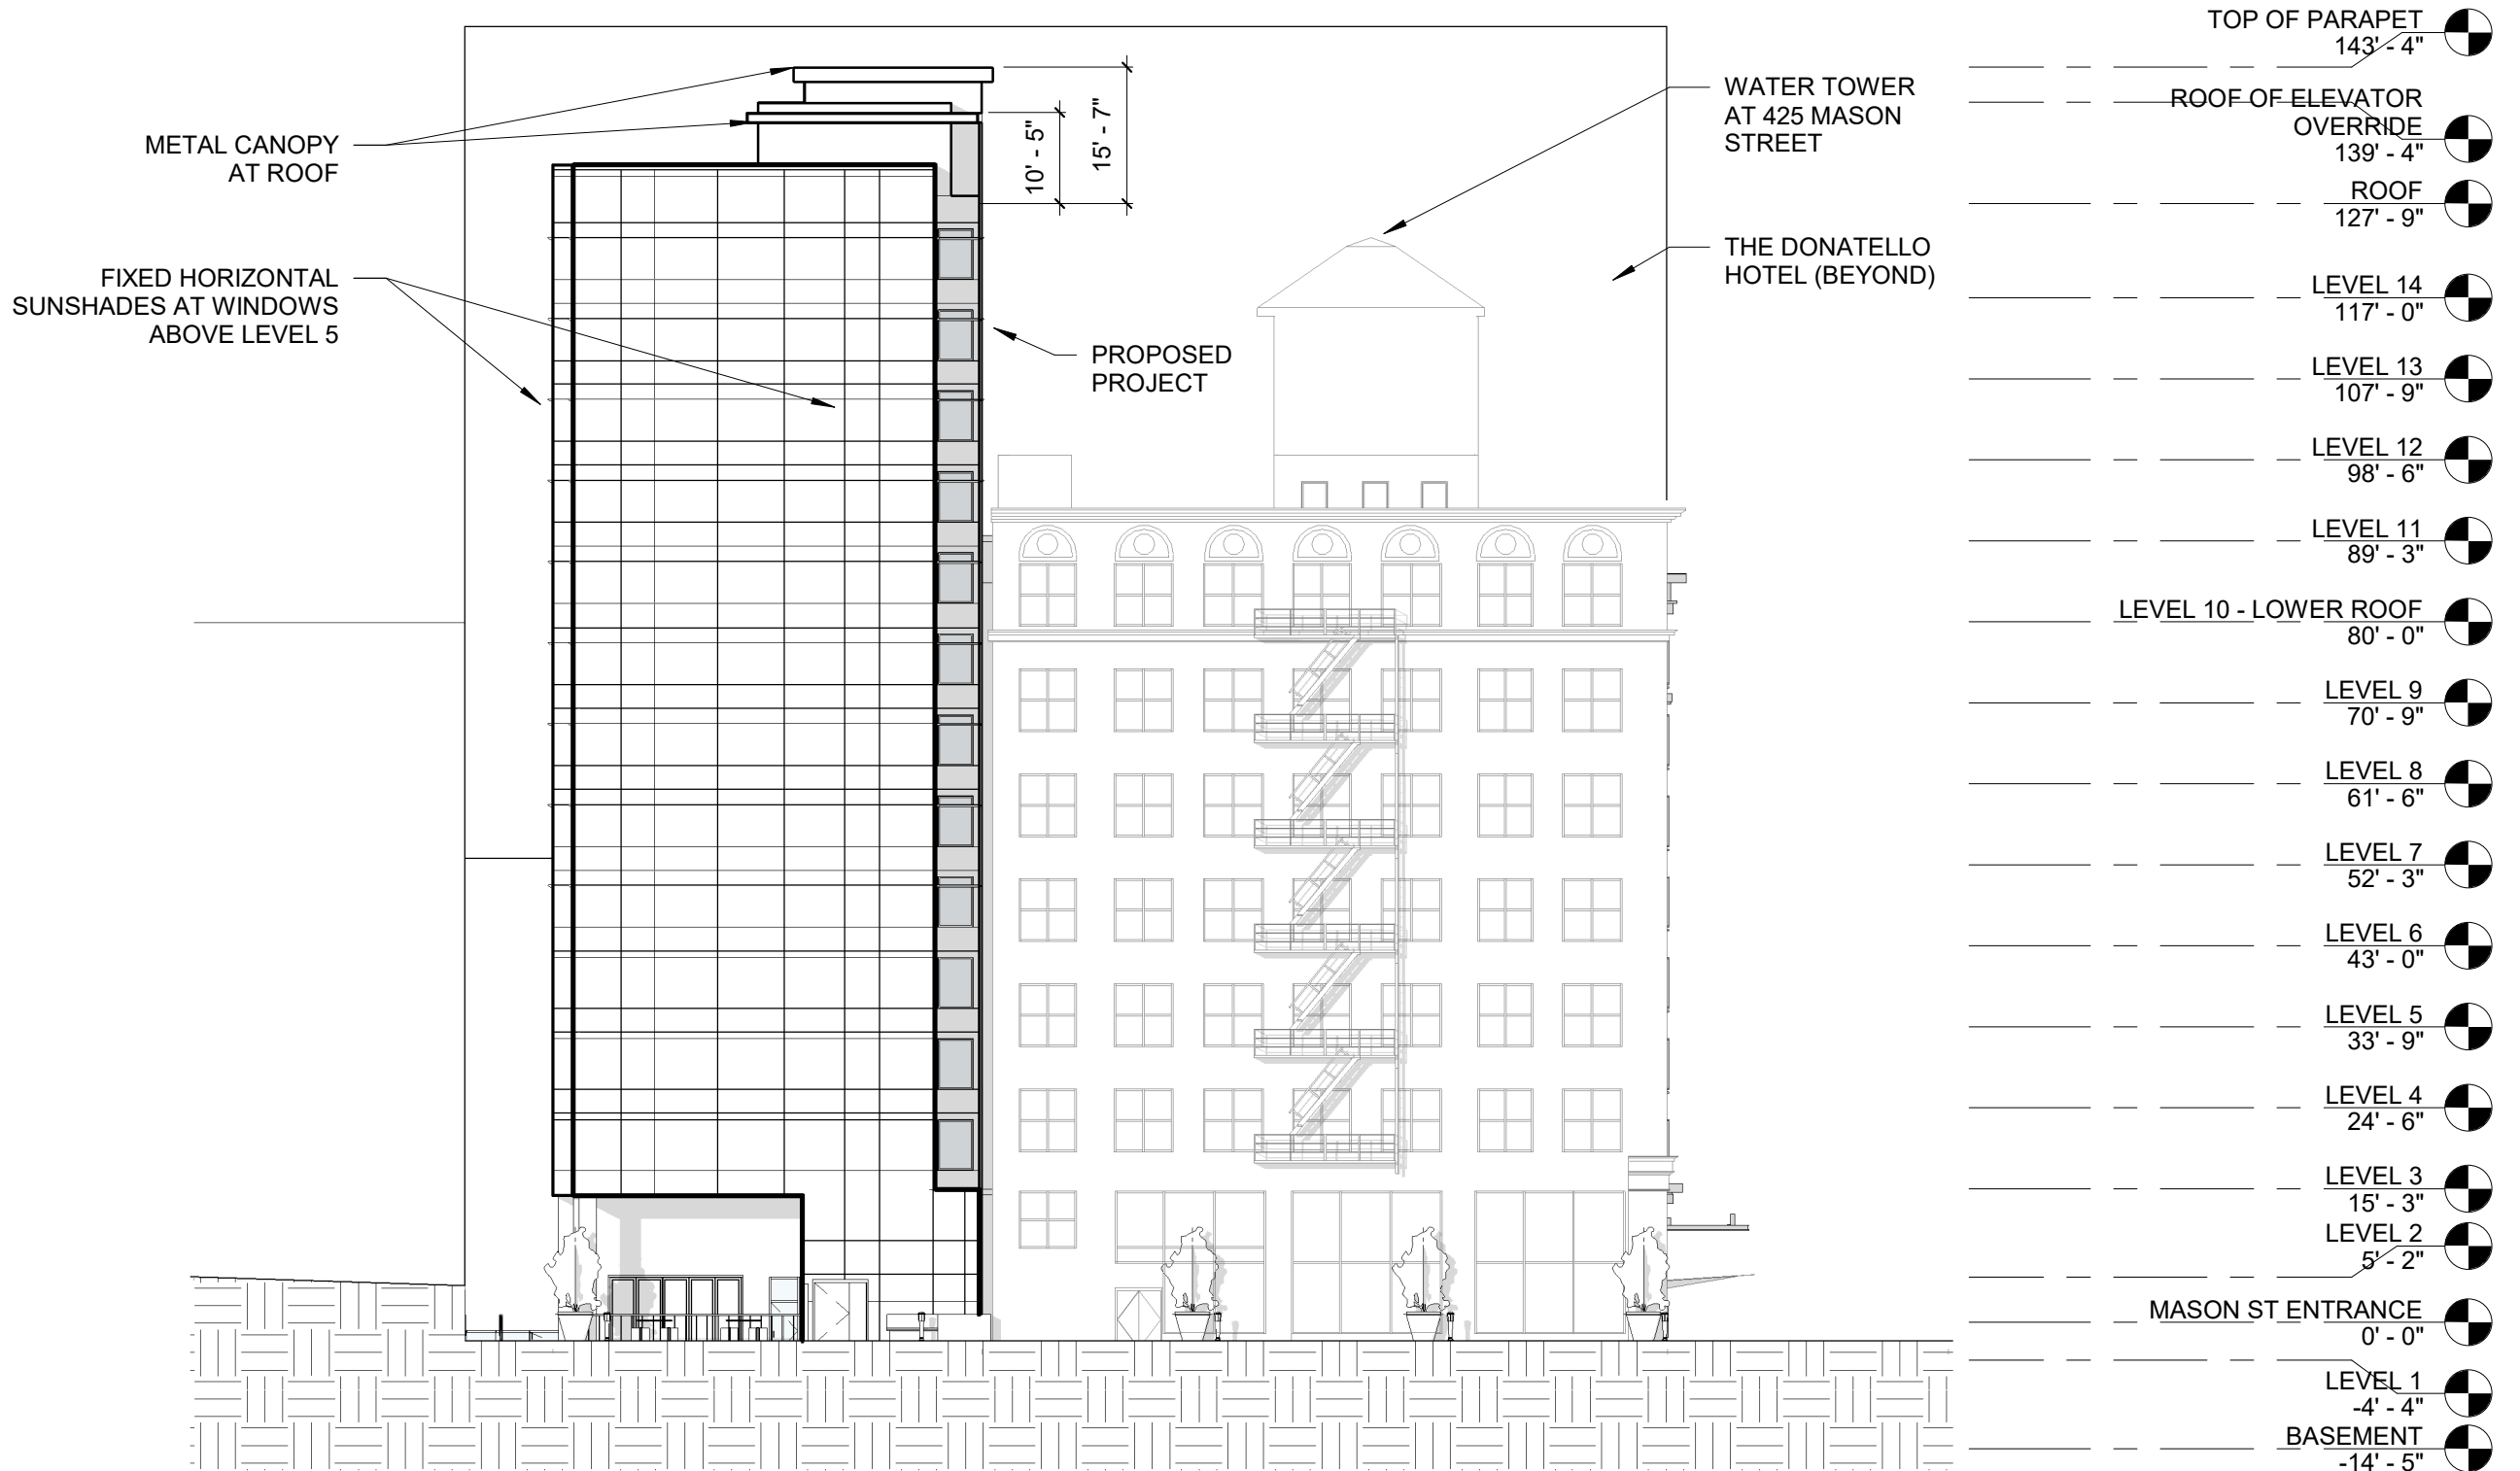 METAL CANOPY
AT ROOF
FIXED HORIZONTAL
SUNSHADES AT WINDOWS
ABOVE LEVEL 5
10' - 5"
15' - 7"
PROPOSED
PROJECT
WATER TOWER
AT 425 MASON
STREET
THE DONATELLO
HOTEL (BEYOND)
TOP OF PARAPET
143' - 4"
ROOF OF ELEVATOR
OVERRIDE
139' - 4"
ROOF
127' - 9"
LEVEL 14
117' - 0"
LEVEL 13
107' - 9"
LEVEL 12
98' - 6"
LEVEL 11
89' - 3"
LEVEL 10 - LOWER ROOF
80' - 0"
LEVEL 9
70' - 9"
LEVEL 8
61' - 6"
LEVEL 7
52' - 3"
LEVEL 6
43' - 0"
LEVEL 5
33' - 9"
LEVEL 4
24' - 6"
LEVEL 3
15' - 3"
LEVEL 2
5' - 2"
MASON ST ENTRANCE
0' - 0"
LEVEL 1
-4' - 4"
BASEMENT
-14' - 5"